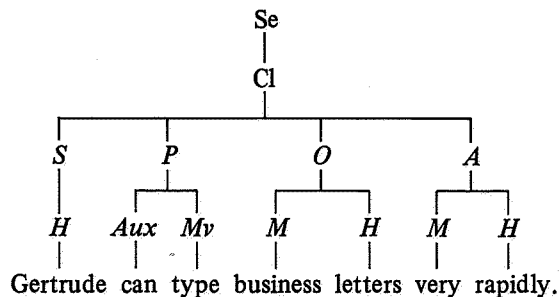 Se
Cl
S P O A
H Aux Mv M H M H
Gertrude can type business letters very rapidly.